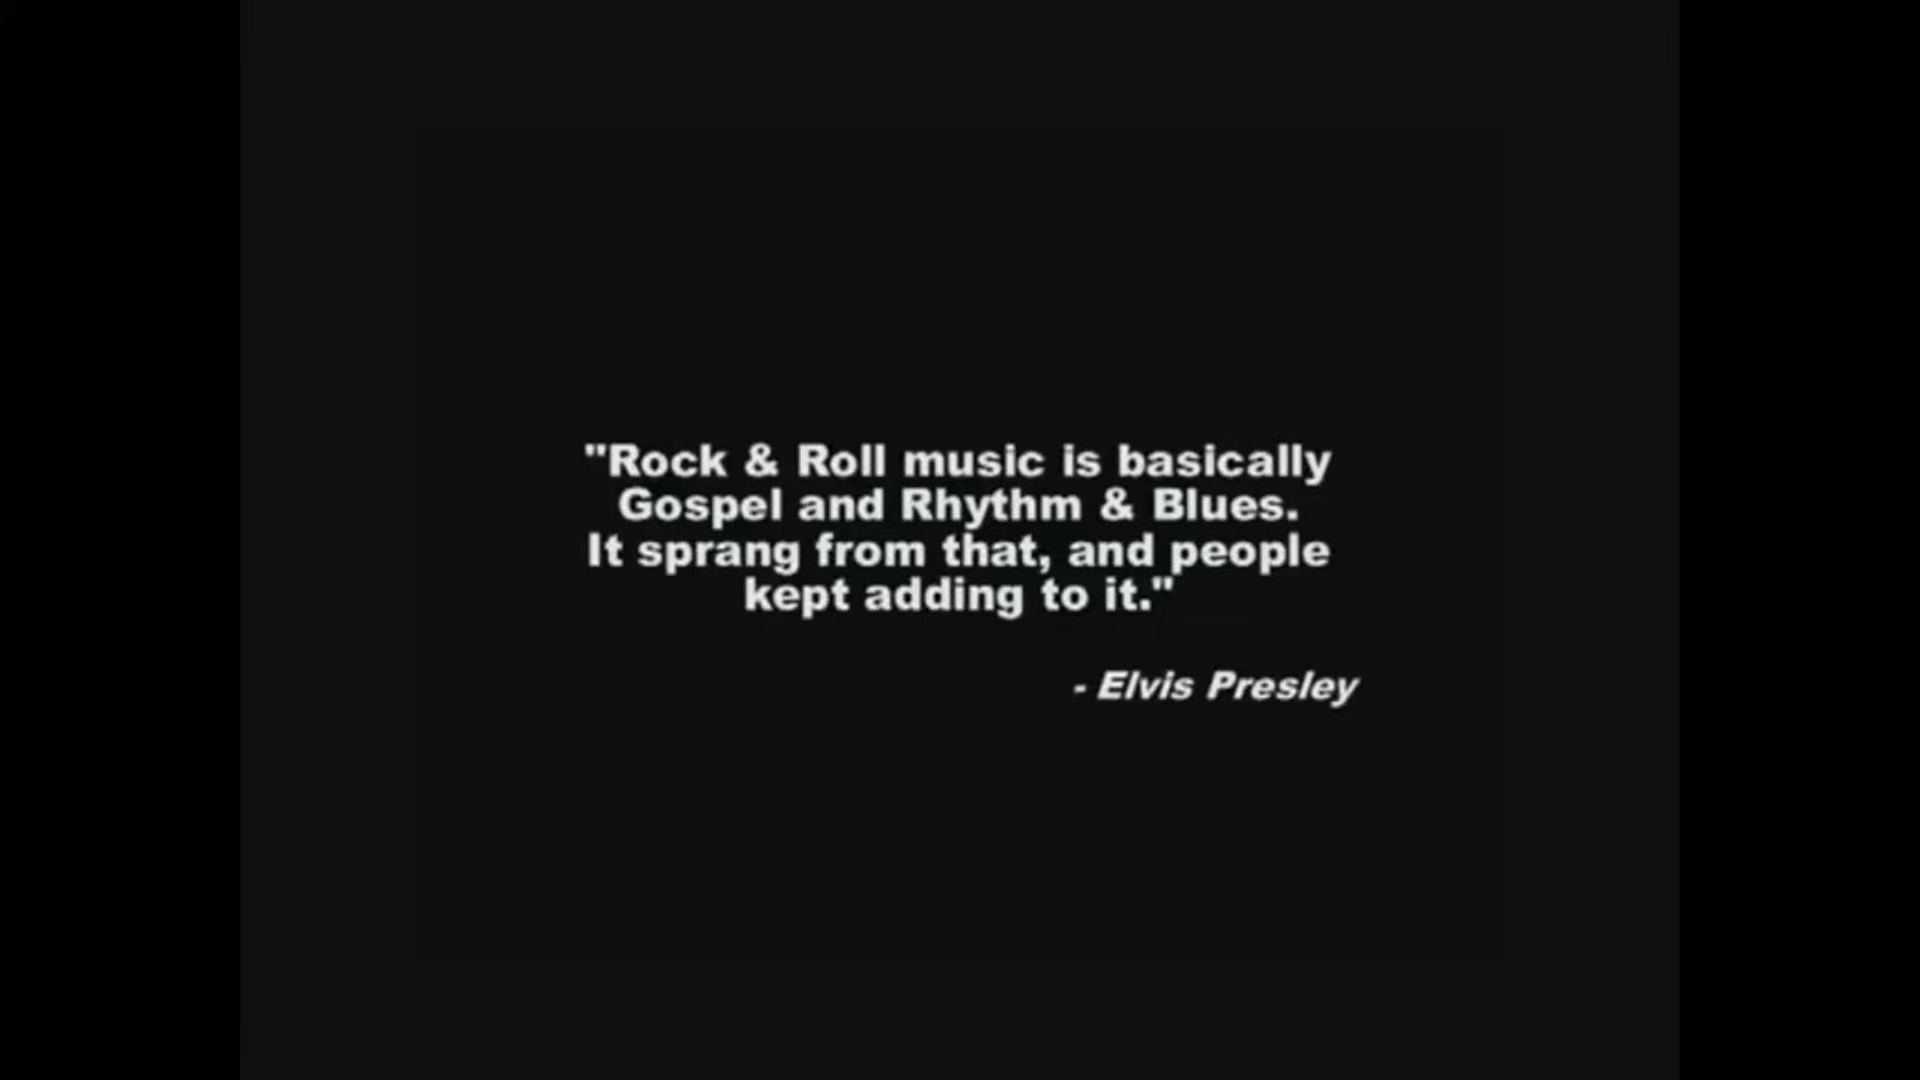 "Rock & Roll music is basically
Gospel and Rhythm & Blues.
It sprang from that, and people
kept adding to it."
- Elvis Presley